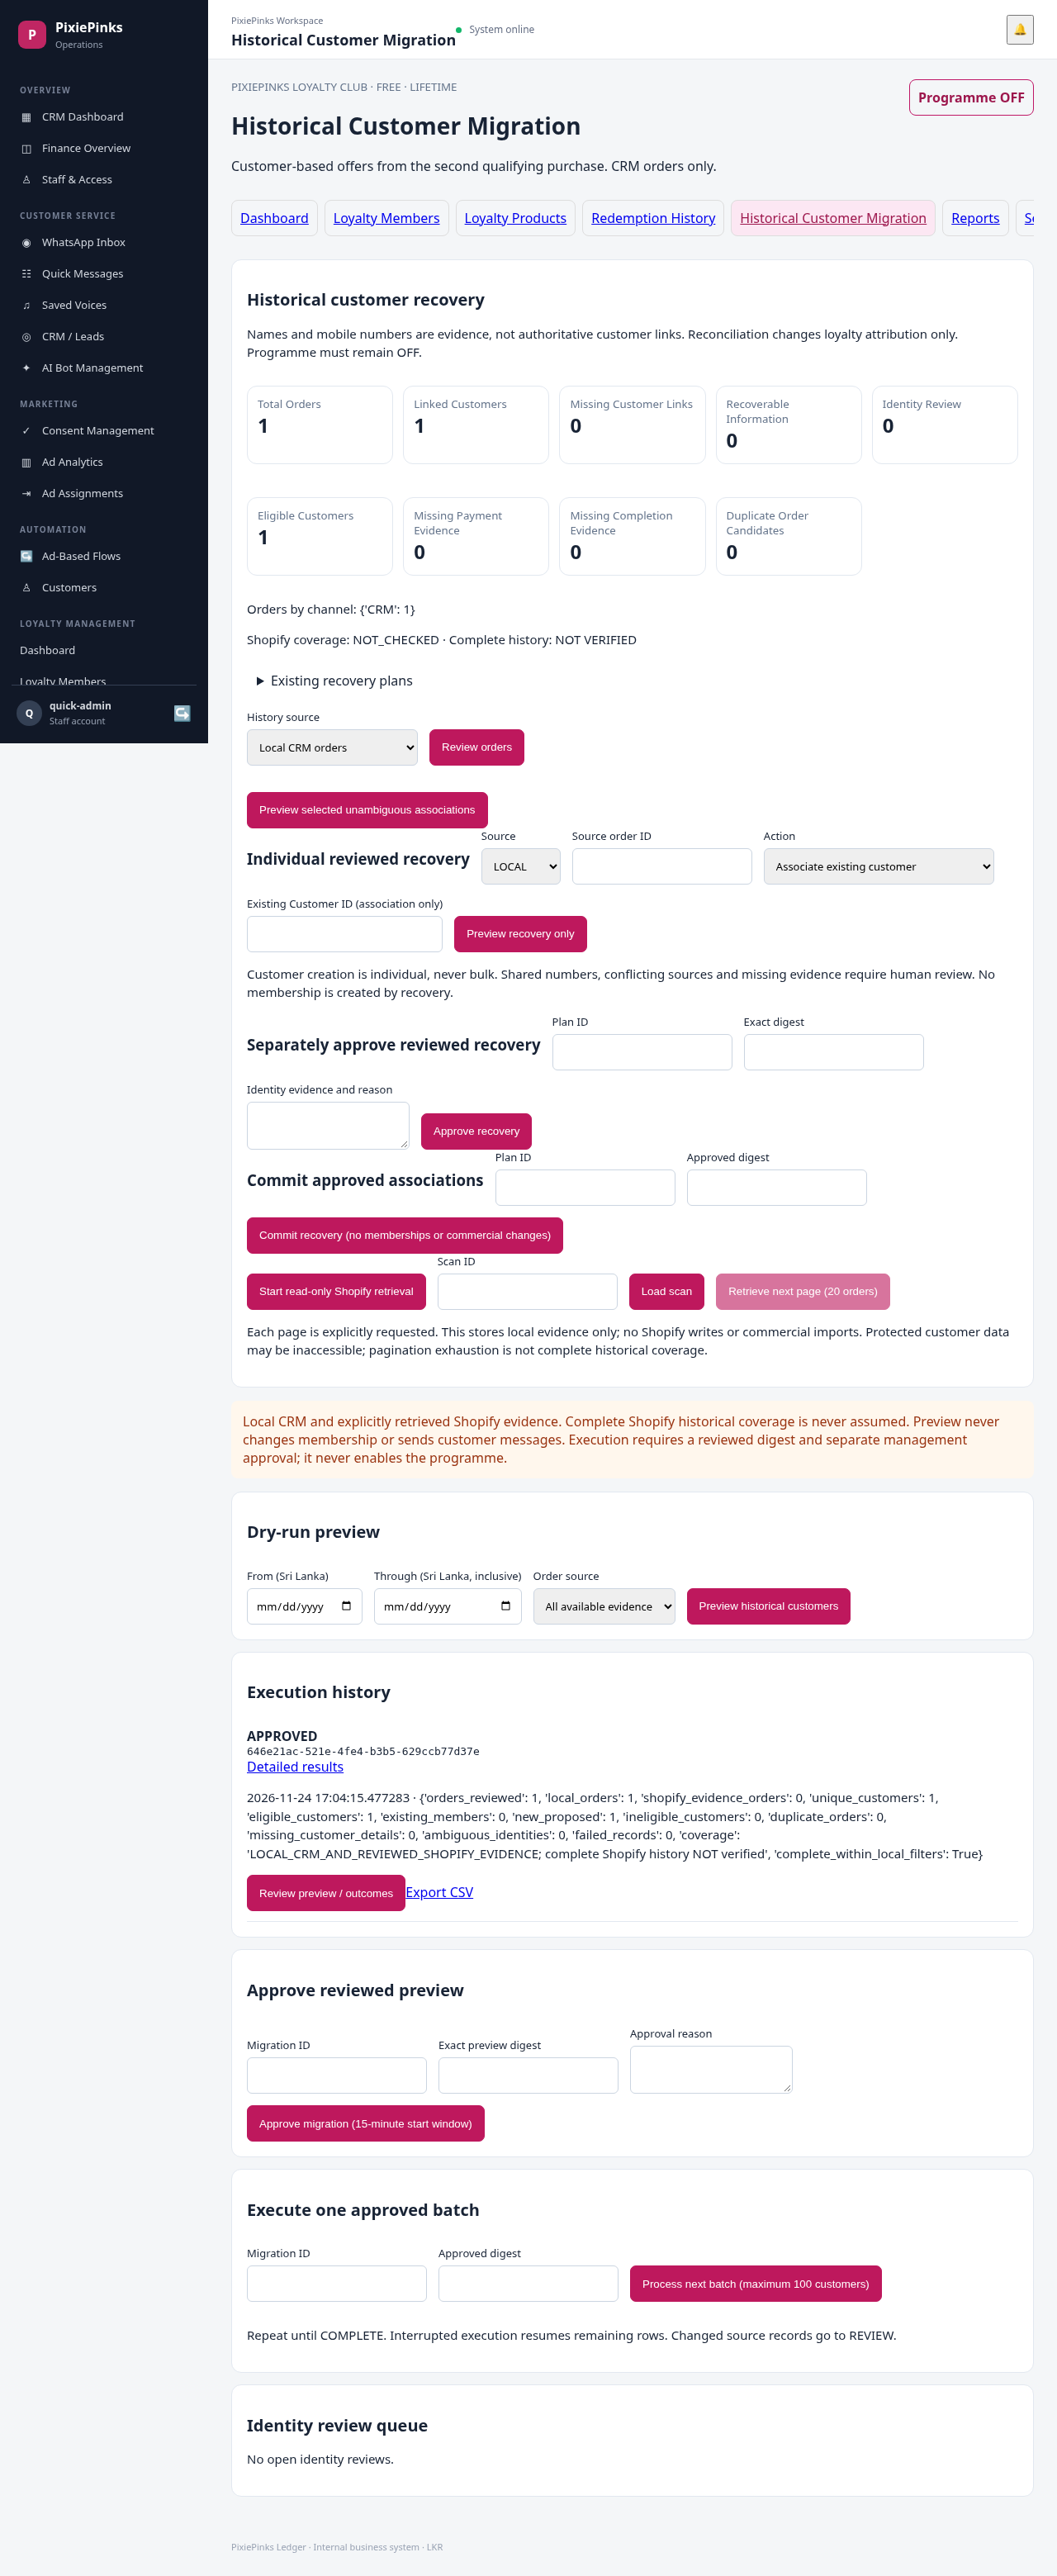 P
PixiePinks
Operations
OVERVIEW
CRM Dashboard
Finance Overview
Staff & Access
CUSTOMER SERVICE
WhatsApp Inbox
Quick Messages
Saved Voices
CRM / Leads
AI Bot Management
MARKETING
Consent Management
Ad Analytics
Ad Assignments
AUTOMATION
Ad-Based Flows
Customers
LOYALTY MANAGEMENT
Dashboard
Loyalty Members
Q
quick-admin
Staff account
PixiePinks Workspace
Historical Customer Migration
System online
PIXIEPINKS LOYALTY CLUB · FREE · LIFETIME
Programme OFF
Historical Customer Migration
Customer-based offers from the second qualifying purchase. CRM orders only.
Dashboard
Loyalty Members
Loyalty Products
Redemption History
Historical Customer Migration
Reports
Historical customer recovery
Names and mobile numbers are evidence, not authoritative customer links. Reconciliation changes loyalty attribution only.
Programme must remain OFF.
Total Orders
1
Linked Customers
1
Missing Customer Links
0
Recoverable
Information
0
Identity Review
0
Eligible Customers
1
Missing Payment
Evidence
0
Missing Completion
Evidence
0
Duplicate Order
Candidates
0
Orders by channel: {'CRM': 1}
Shopify coverage: NOT_CHECKED · Complete history: NOT VERIFIED
Existing recovery plans
History source
Local CRM orders
Review orders
Preview selected unambiguous associations
Individual reviewed recovery
Source
LOCAL
Source order ID
Action
Associate existing customer
Existing Customer ID (association only)
Preview recovery only
Customer creation is individual, never bulk. Shared numbers, conflicting sources and missing evidence require human review. No
membership is created by recovery.
Separately approve reviewed recovery
Plan ID
Exact digest
Identity evidence and reason
Approve recovery
Commit approved associations
Plan ID
Approved digest
Commit recovery (no memberships or commercial changes)
Start read-only Shopify retrieval
Scan ID
Load scan
Retrieve next page (20 orders)
Each page is explicitly requested. This stores local evidence only; no Shopify writes or commercial imports. Protected customer data
may be inaccessible; pagination exhaustion is not complete historical coverage.
Local CRM and explicitly retrieved Shopify evidence. Complete Shopify historical coverage is never assumed. Preview never
changes membership or sends customer messages. Execution requires a reviewed digest and separate management
approval; it never enables the programme.
Dry-run preview
From (Sri Lanka)
mm/dd/yyyy
Through (Sri Lanka, inclusive)
mm/dd/yyyy
Order source
All available evidence
Preview historical customers
Execution history
APPROVED
646e21ac-521e-4fe4-b3b5-629ccb77d37e
Detailed results
2026-11-24 17:04:15.477283 · {'orders_reviewed': 1, 'local_orders': 1, 'shopify_evidence_orders': 0, 'unique_customers': 1,
'eligible_customers': 1, 'existing_members': 0, 'new_proposed': 1, 'ineligible_customers': 0, 'duplicate_orders': 0,
'missing_customer_details': 0, 'ambiguous_identities': 0, 'failed_records': 0, 'coverage':
'LOCAL_CRM_AND_REVIEWED_SHOPIFY_EVIDENCE; complete Shopify history NOT verified', 'complete_within_local_filters': True}
Review preview / outcomes
Export CSV
Approve reviewed preview
Migration ID
Exact preview digest
Approval reason
Approve migration (15-minute start window)
Execute one approved batch
Migration ID
Approved digest
Process next batch (maximum 100 customers)
Repeat until COMPLETE. Interrupted execution resumes remaining rows. Changed source records go to REVIEW.
Identity review queue
No open identity reviews.
PixiePinks Ledger · Internal business system · LKR